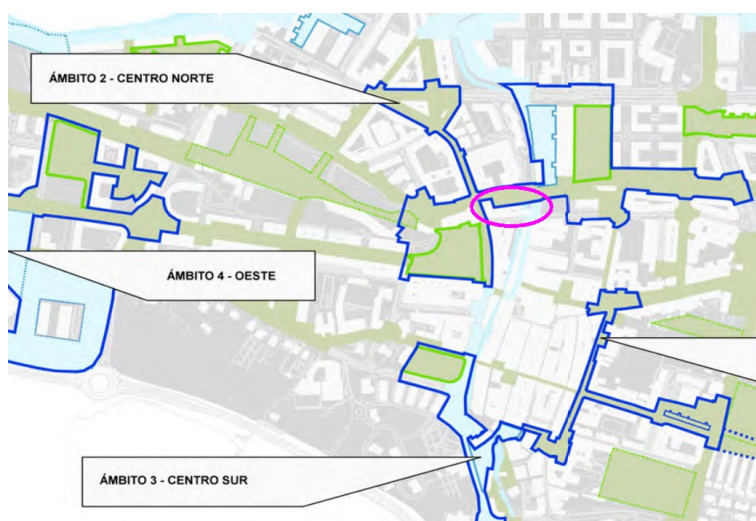 ÁMBITO 2 - CENTRO NORTE
ÁMBITO 4 - OESTE
ÁMBITO 3 - CENTRO SUR